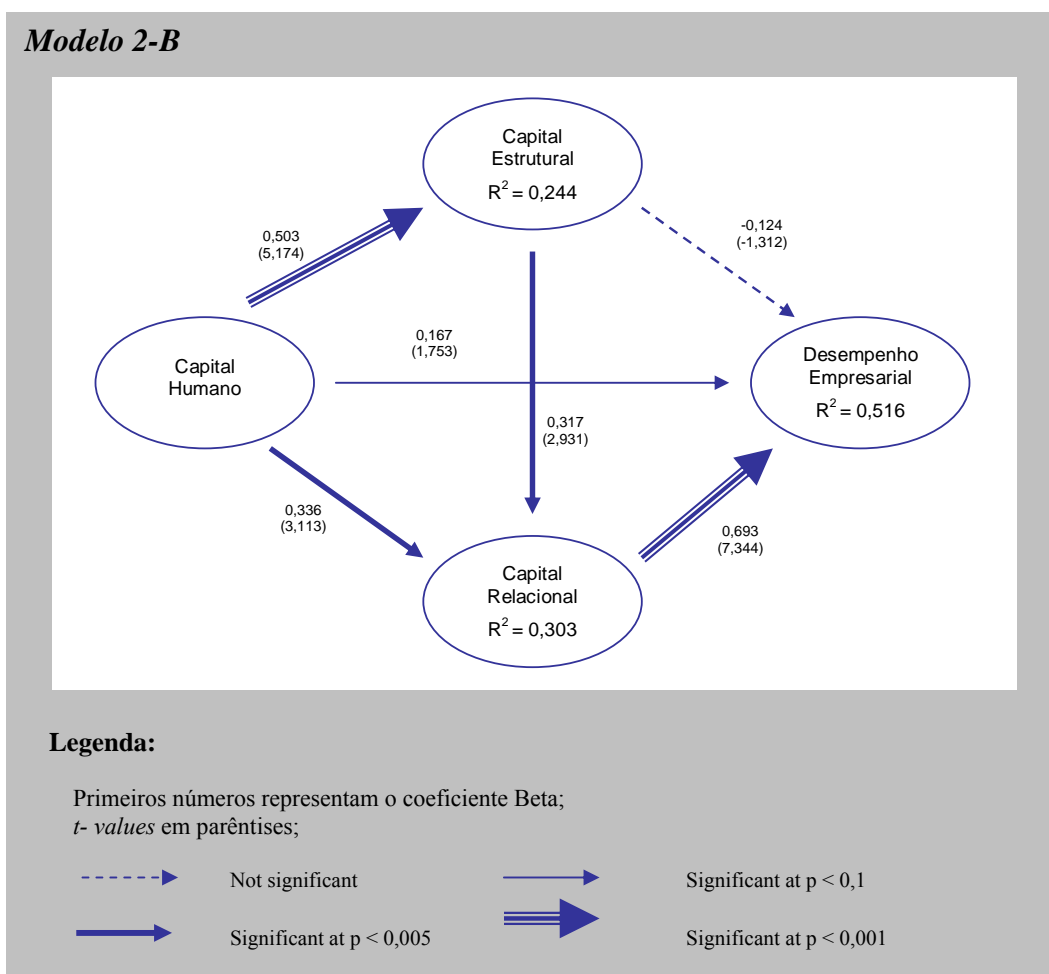 Modelo 2-B
Capital
Estrutural
R² = 0,244
0,503
(5,174)
-0,124
(-1,312)
0,167
(1,753)
Capital
Humano
Desempenho
Empresarial
R² = 0,516
0,317
(2,931)
0,336
(3,113)
0,693
(7,344)
Capital
Relacional
R² = 0,303
Legenda:
Primeiros números representam o coeficiente Beta;
t- values em parêntises;
Not significant
Significant at p < 0,1
Significant at p < 0,005
Significant at p < 0,001